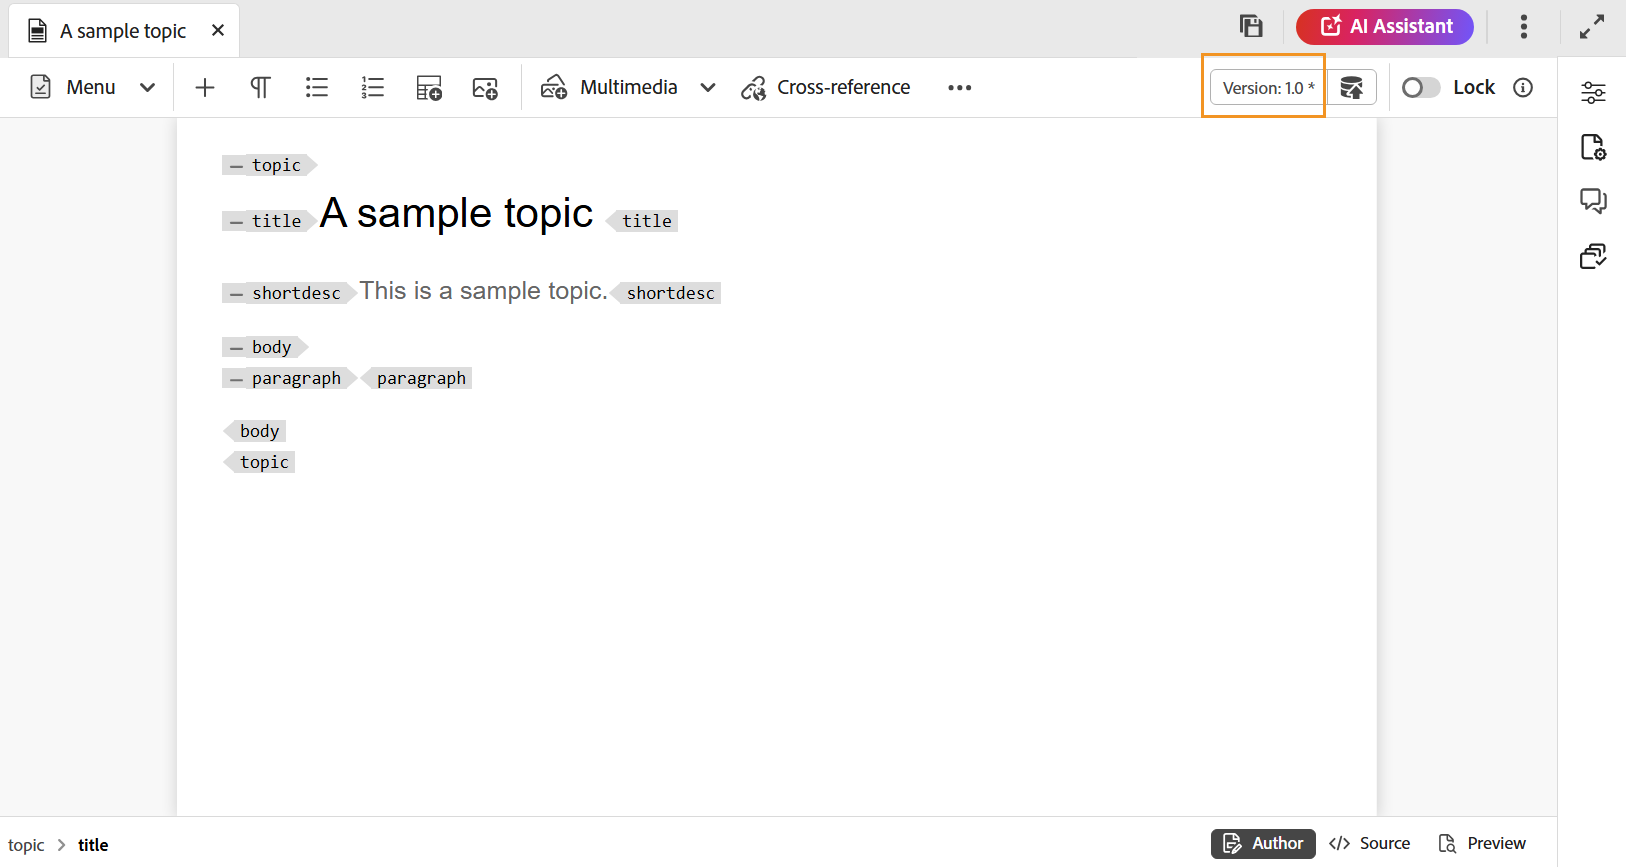 A sample topic
AI Assistant
Menu
Multimedia
Cross-reference
Version: 1.0 *
Lock
topic
title A sample topic title
shortdesc This is a sample topic. shortdesc
body
paragraph paragraph
body
topic
topic > title
Author
</> Source
Preview